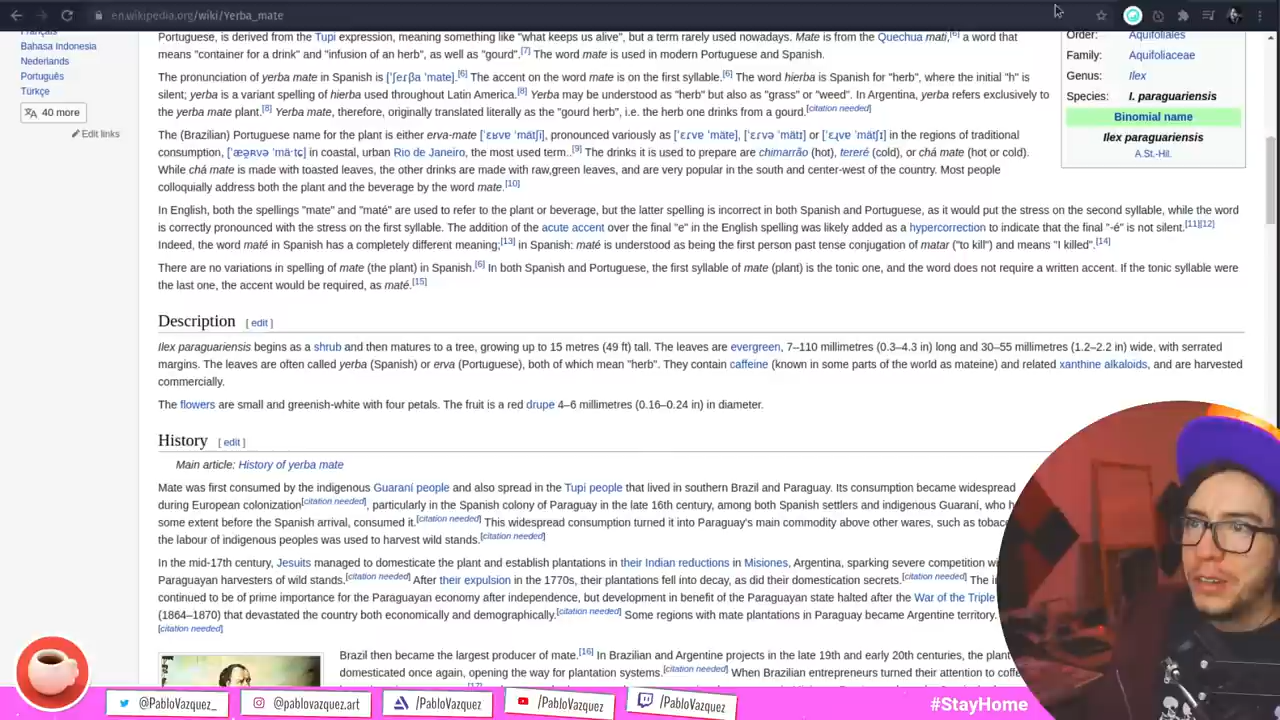 en.wikipedia.org/wiki/Yerba_mate
Français
Bahasa Indonesia
Nederlands
Português
Türkçe
40 more
Edit links
Portuguese, is derived from the Tupi expression, meaning something like "what keeps us alive", but a term rarely used nowadays. Mate is from the Quechua mati,[6] a word that
means "container for a drink" and "infusion of an herb", as well as "gourd".[7] The word mate is used in modern Portuguese and Spanish.
The pronunciation of yerba mate in Spanish is [ˈʝeɾβa ˈmate].[6] The accent on the word mate is on the first syllable.[6] The word hierba is Spanish for "herb", where the initial "h" is
silent; yerba is a variant spelling of hierba used throughout Latin America.[8] Yerba may be understood as "herb" but also as "grass" or "weed". In Argentina, yerba refers exclusively to
the yerba mate plant.[8] Yerba mate, therefore, originally translated literally as the "gourd herb", i.e. the herb one drinks from a gourd.[citation needed]
The (Brazilian) Portuguese name for the plant is either erva-mate pronounced variously as or in the regions of traditional
consumption, in coastal, urban Rio de Janeiro, the most used term..[9] The drinks it is used to prepare are chimarrão (hot), tereré (cold), or chá mate (hot or cold).
While chá mate is made with toasted leaves, the other drinks are made with raw,green leaves, and are very popular in the south and center-west of the country. Most people
colloquially address both the plant and the beverage by the word mate.[10]
In English, both the spellings "mate" and "maté" are used to refer to the plant or beverage, but the latter spelling is incorrect in both Spanish and Portuguese, as it would put the stress on the second syllable, while the word
is correctly pronounced with the stress on the first syllable. The addition of the acute accent over the final "e" in the English spelling was likely added as a hypercorrection to indicate that the final "-é" is not silent.[11][12]
Indeed, the word maté in Spanish has a completely different meaning;[13] in Spanish: maté is understood as being the first person past tense conjugation of matar ("to kill") and means "I killed".[14]
There are no variations in spelling of mate (the plant) in Spanish.[6] In both Spanish and Portuguese, the first syllable of mate (plant) is the tonic one, and the word does not require a written accent. If the tonic syllable were
the last one, the accent would be required, as maté.[15]
Order: Aquifoliales
Family: Aquifoliaceae
Genus: Ilex
Species: I. paraguariensis
Binomial name
Ilex paraguariensis
A.St.-Hil.
Description [ edit ]
Ilex paraguariensis begins as a shrub and then matures to a tree, growing up to 15 metres (49 ft) tall. The leaves are evergreen, 7–110 millimetres (0.3–4.3 in) long and 30–55 millimetres (1.2–2.2 in) wide, with serrated
margins. The leaves are often called yerba (Spanish) or erva (Portuguese), both of which mean "herb". They contain caffeine (known in some parts of the world as mateine) and related xanthine alkaloids, and are harvested
commercially.
The flowers are small and greenish-white with four petals. The fruit is a red drupe 4–6 millimetres (0.16–0.24 in) in diameter.
History [ edit ]
Main article: History of yerba mate
Mate was first consumed by the indigenous Guaraní people and also spread in the Tupí people that lived in southern Brazil and Paraguay. Its consumption became widespread
during European colonization[citation needed], particularly in the Spanish colony of Paraguay in the late 16th century, among both Spanish settlers and indigenous Guaraní, who
some extent before the Spanish arrival, consumed it.[citation needed] This widespread consumption turned it into Paraguay's main commodity above other wares, such as
the labour of indigenous peoples was used to harvest wild stands.[citation needed]
In the mid-17th century, Jesuits managed to domesticate the plant and establish plantations in their Indian reductions in Misiones, Argentina, sparking severe competition
Paraguayan harvesters of wild stands.[citation needed] After their expulsion in the 1770s, their plantations fell into decay, as did their domestication secrets.[citation needed] The
continued to be of prime importance for the Paraguayan economy after independence, but development in benefit of the Paraguayan state halted after the War of the Triple
(1864–1870) that devastated the country both economically and demographically.[citation needed] Some regions with mate plantations in Paraguay became Argentine territory.
[citation needed]
Brazil then became the largest producer of mate.[16] In Brazilian and Argentine projects in the late 19th and early 20th centuries, the
domesticated once again, opening the way for plantation systems.[citation needed] When Brazilian entrepreneurs turned their attention to
@PabloVazquez_
@pablovazquez.art
/PabloVazquez
/PabloVazquez
/PabloVazquez
#StayHome